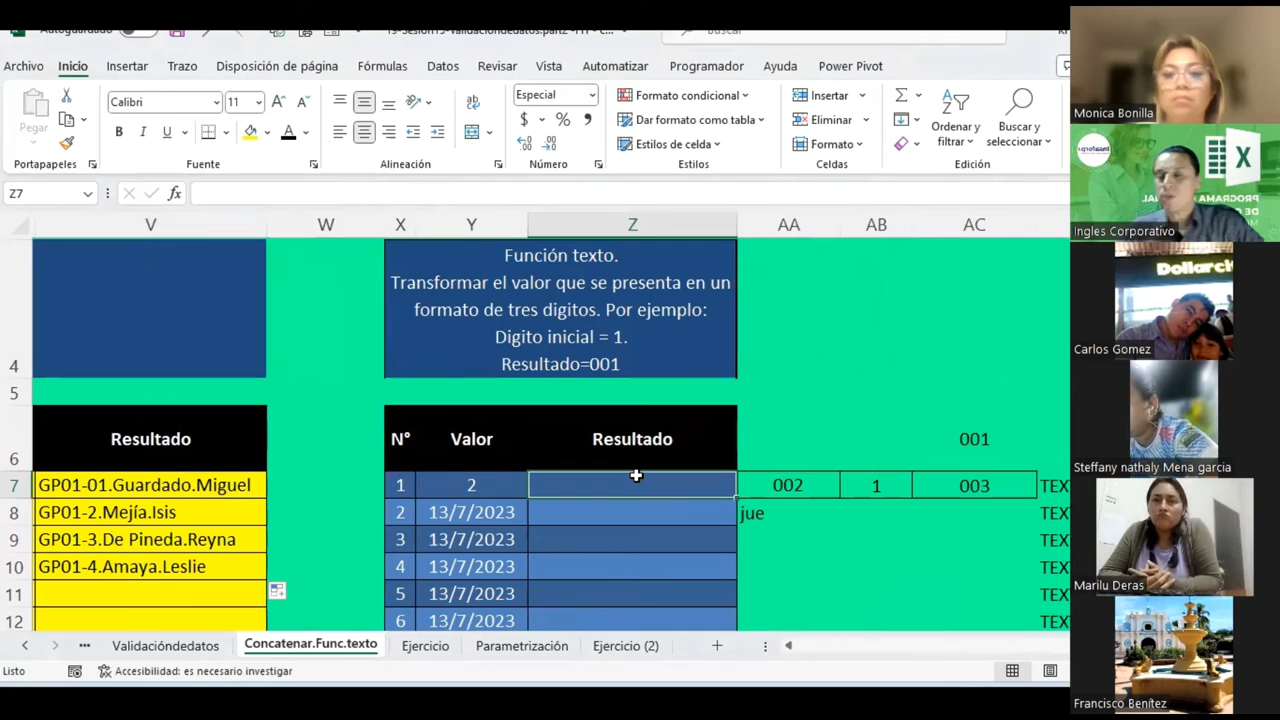 Archivo Inicio Insertar Trazo Disposición de página Fórmulas Datos Revisar Vista Automatizar Programador Ayuda Power Pivot
Pegar
Calibri 11
Especial
Formato condicional
Dar formato como tabla
Estilos de celda
Insertar
Eliminar
Formato
Ordenar y filtrar
Buscar y seleccionar
Portapapeles Fuente Alineación Número Estilos Celdas Edición
Z7 fx
V W X Y Z AA AB AC
Función texto.
Transformar el valor que se presenta en un
formato de tres digitos. Por ejemplo:
Digito inicial = 1.
4 Resultado=001
5
6 Resultado N° Valor Resultado 001
7 GP01-01.Guardado.Miguel 1 2 002 1 003 TEX
8 GP01-2.Mejía.Isis 2 13/7/2023 jue TEX
9 GP01-3.De Pineda.Reyna 3 13/7/2023 TEX
10 GP01-4.Amaya.Leslie 4 13/7/2023 TEX
11 5 13/7/2023 TEX
12 6 13/7/2023 TEX
Validacióndedatos Concatenar.Func.texto Ejercicio Parametrización Ejercicio (2)
Listo Accesibilidad: es necesario investigar
Monica Bonilla
Insaforp
X
Ingles Corporativo
Dollarcit
Carlos Gomez
Steffany nathaly Mena garcia
Marilu Deras
Francisco Benítez